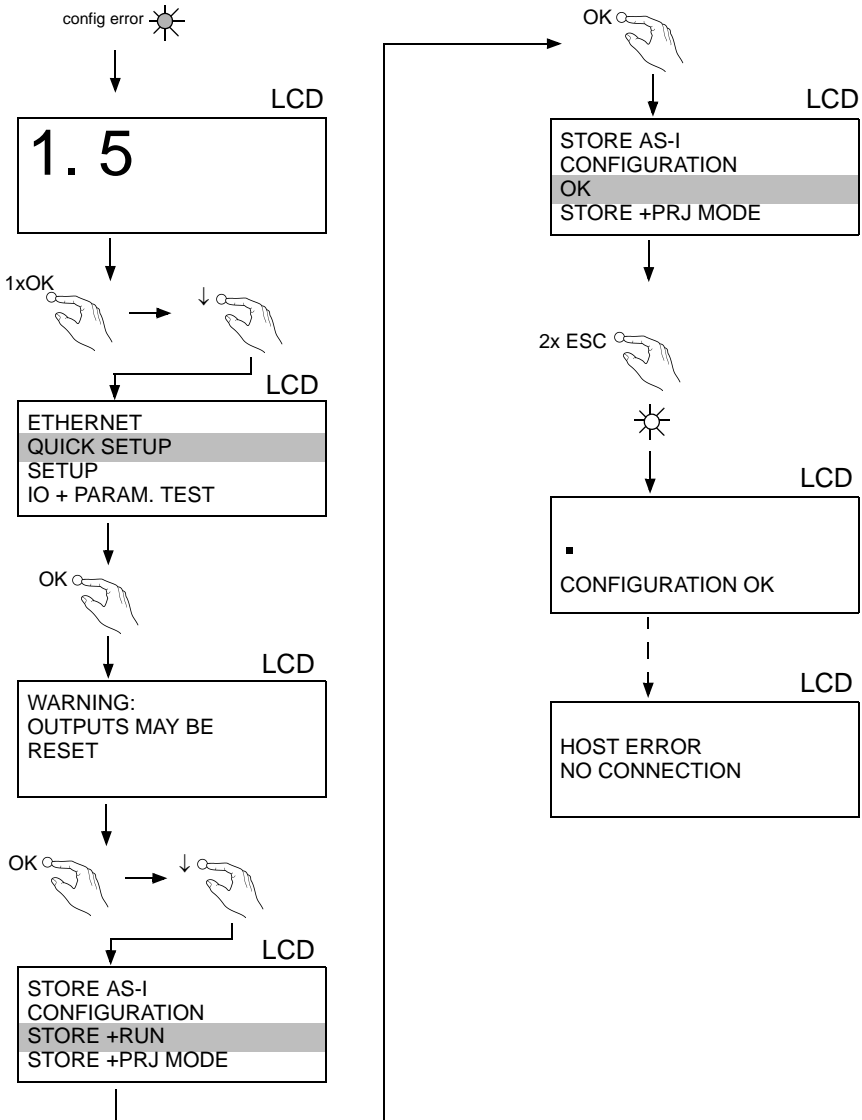 config error
LCD
1. 5
1xOK
↓
LCD
ETHERNET
QUICK SETUP
SETUP
IO + PARAM. TEST
OK
LCD
WARNING:
OUTPUTS MAY BE
RESET
OK
↓
LCD
STORE AS-I
CONFIGURATION
STORE +RUN
STORE +PRJ MODE
OK
LCD
STORE AS-I
CONFIGURATION
OK
STORE +PRJ MODE
2x ESC
LCD
.
CONFIGURATION OK
LCD
HOST ERROR
NO CONNECTION